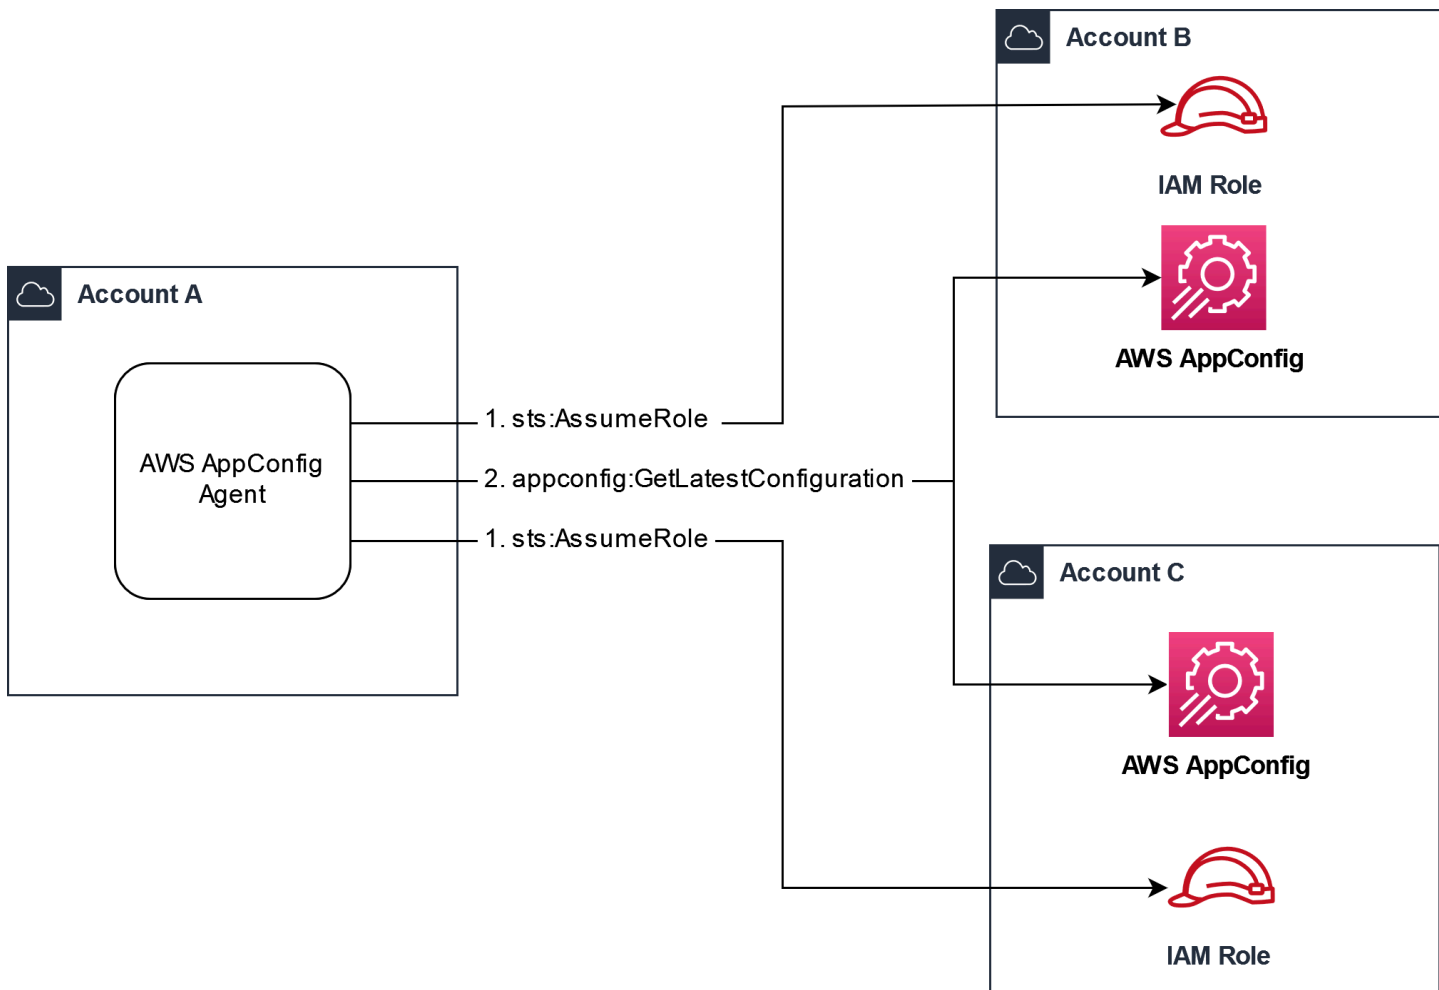 Account B
IAM Role
AWS AppConfig
Account A
AWS AppConfig
Agent
1. sts:AssumeRole
2. appconfig:GetLatestConfiguration
1. sts:AssumeRole
Account C
AWS AppConfig
IAM Role